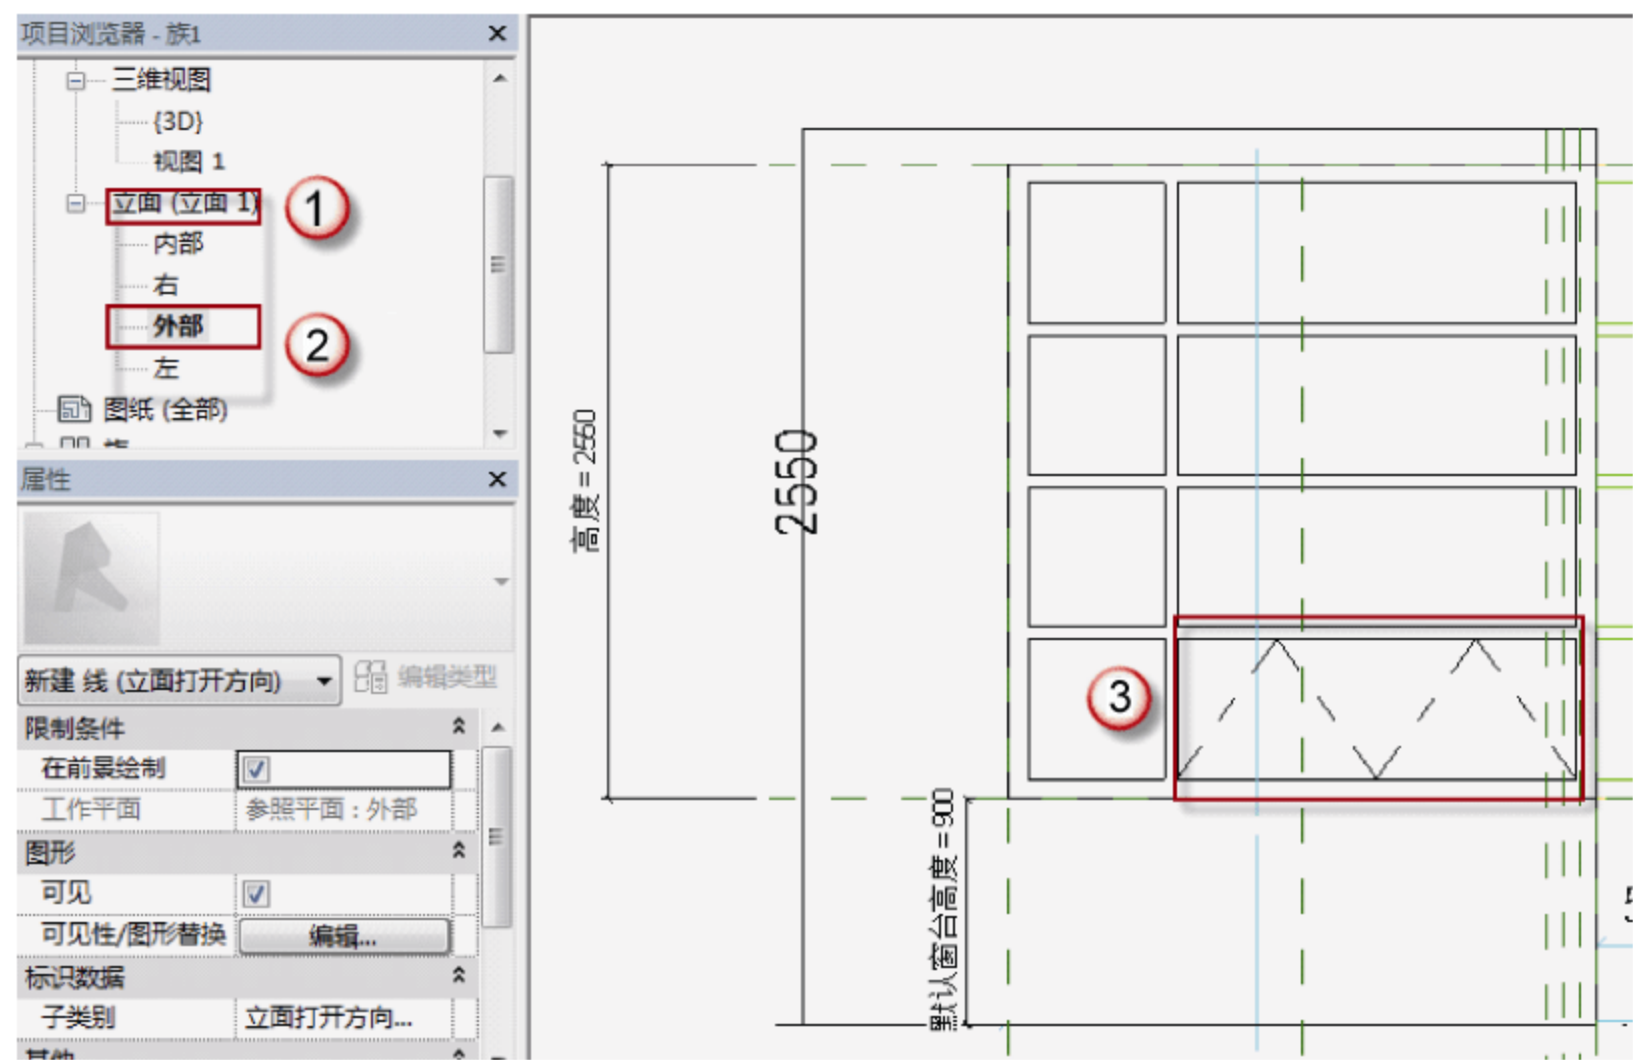 项目浏览器 - 族1
三维视图
{3D}
视图 1
立面 (立面 1)
1
内部
右
外部
2
左
图纸 (全部)
属性
新建 线 (立面打开方向)
编辑类型
限制条件
在前景绘制
工作平面
参照平面 : 外部
图形
可见
可见性/图形替换
编辑...
标识数据
子类别
立面打开方向...
其他
高度 = 2550
2550
3
默认窗台高度 = 900